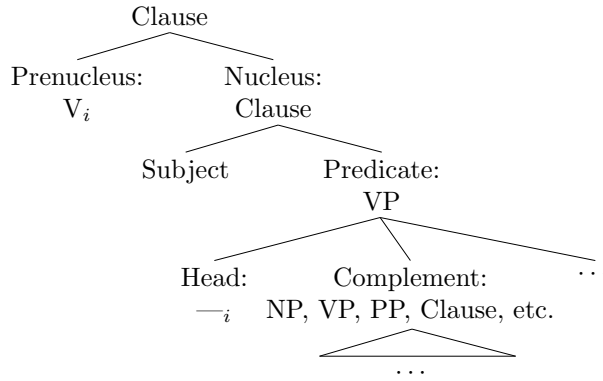 Clause
Prenucleus: Nucleus:
V_i Clause
Subject Predicate:
VP
Head: Complement: ...
—_i NP, VP, PP, Clause, etc.
...